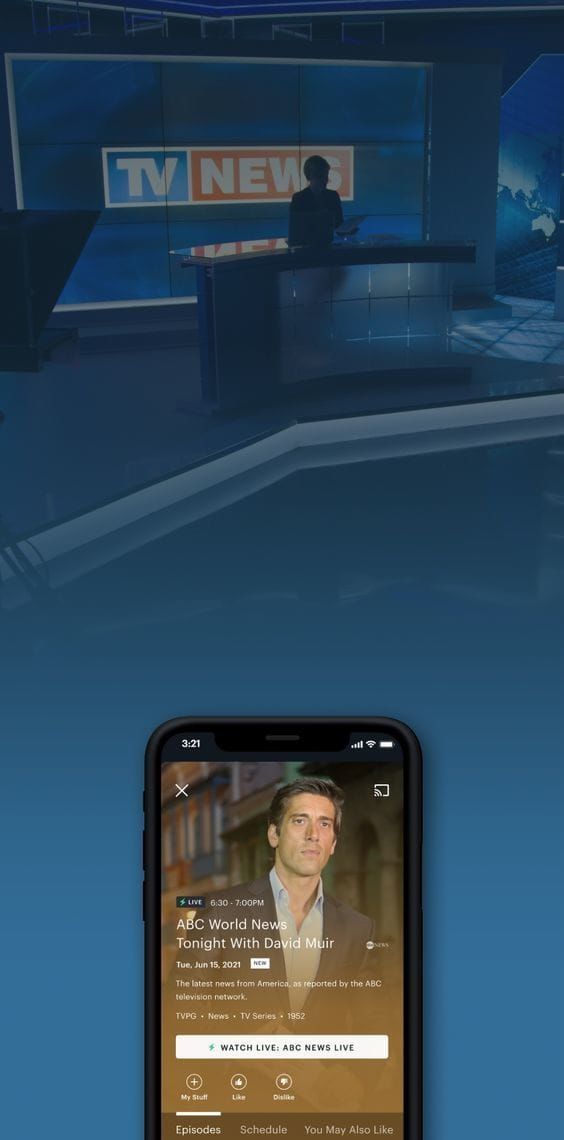 TV NEWS
3:21
LIVE 6:30 - 7:00PM
ABC World News
Tonight With David Muir
abc NEWS
Tue, Jun 15, 2021 NEW
The latest news from America, as reported by the ABC
television network.
TVPG • News • TV Series • 1952
WATCH LIVE: ABC NEWS LIVE
My Stuff Like Dislike
Episodes Schedule You May Also Like